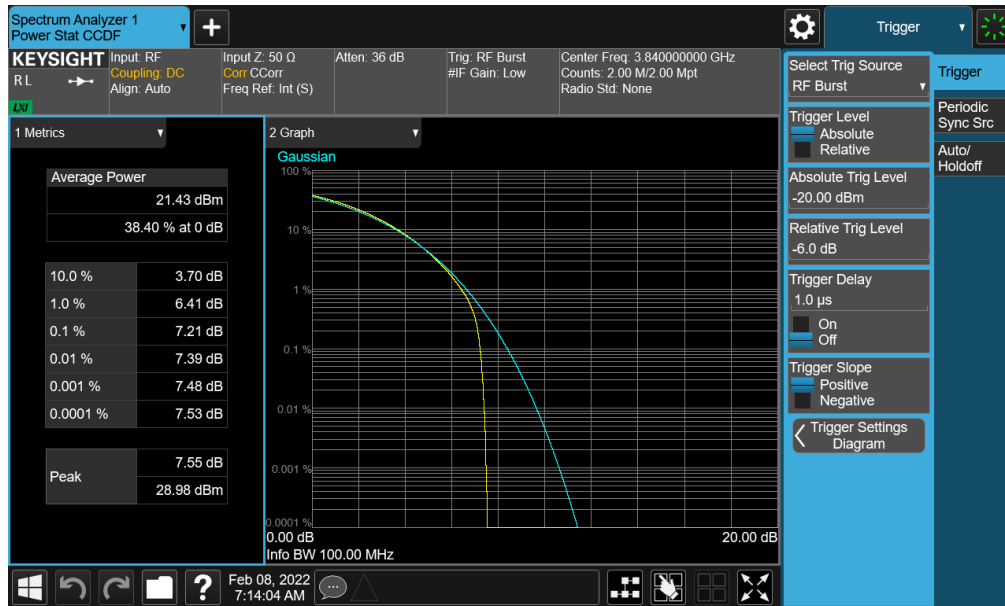 Spectrum Analyzer 1
Power Stat CCDF
+
Trigger
KEYSIGHT
R L
LXI
Input: RF
Coupling: DC
Align: Auto
Input Z: 50 Ω
Corr CCorr
Freq Ref: Int (S)
Atten: 36 dB
Trig: RF Burst
#IF Gain: Low
Center Freq: 3.840000000 GHz
Counts: 2.00 M/2.00 Mpt
Radio Std: None
1 Metrics
Average Power
21.43 dBm
38.40 % at 0 dB
10.0 % 3.70 dB
1.0 % 6.41 dB
0.1 % 7.21 dB
0.01 % 7.39 dB
0.001 % 7.48 dB
0.0001 % 7.53 dB
Peak
7.55 dB
28.98 dBm
2 Graph
Gaussian
100 %
10 %
1 %
0.1 %
0.01 %
0.001 %
0.0001 %
0.00 dB 20.00 dB
Info BW 100.00 MHz
Select Trig Source
RF Burst
Trigger Level
Absolute
Relative
Absolute Trig Level
-20.00 dBm
Relative Trig Level
-6.0 dB
Trigger Delay
1.0 µs
On
Off
Trigger Slope
Positive
Negative
Trigger Settings
Diagram
Trigger
Periodic
Sync Src
Auto/
Holdoff
?
Feb 08, 2022
7:14:04 AM